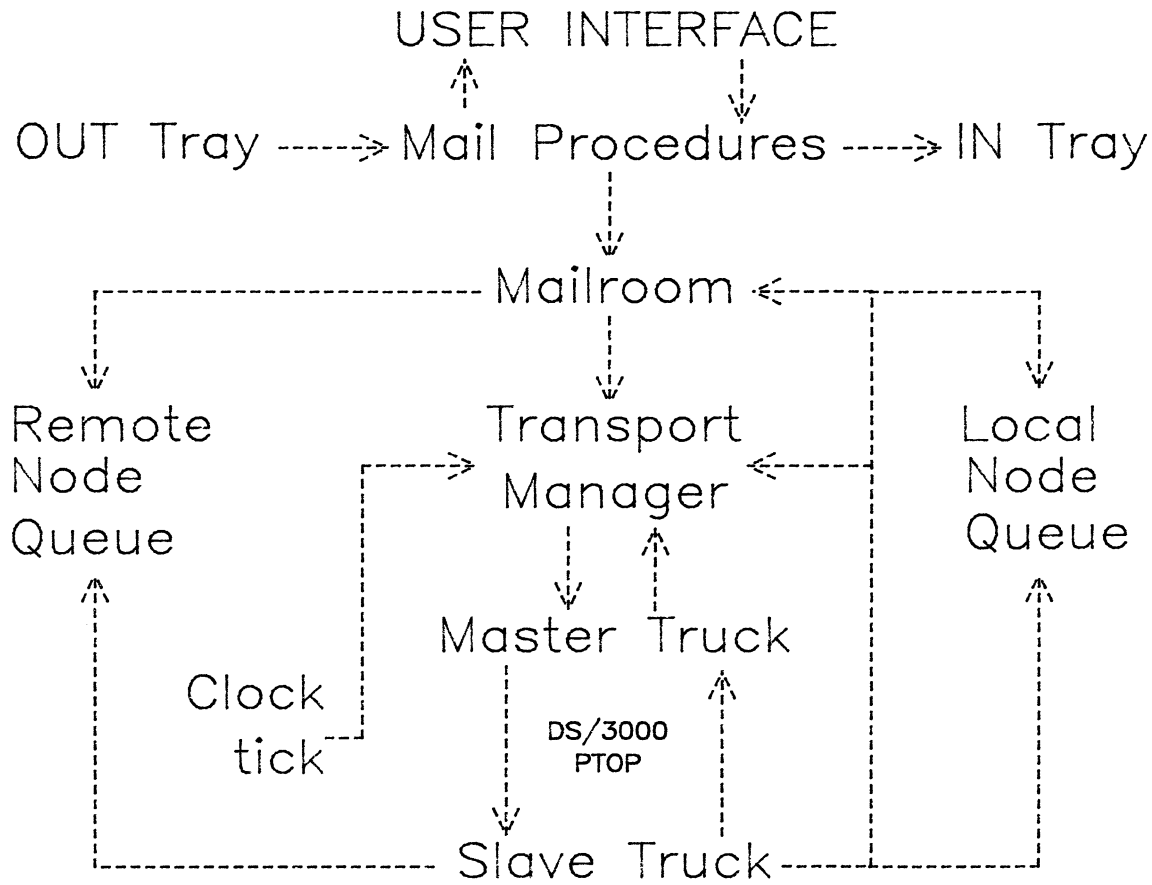 USER INTERFACE
OUT Tray
Mail Procedures
IN Tray
Mailroom
Remote
Node
Queue
Transport
Manager
Local
Node
Queue
Master Truck
Clock
tick
DS/3000
PTOP
Slave Truck